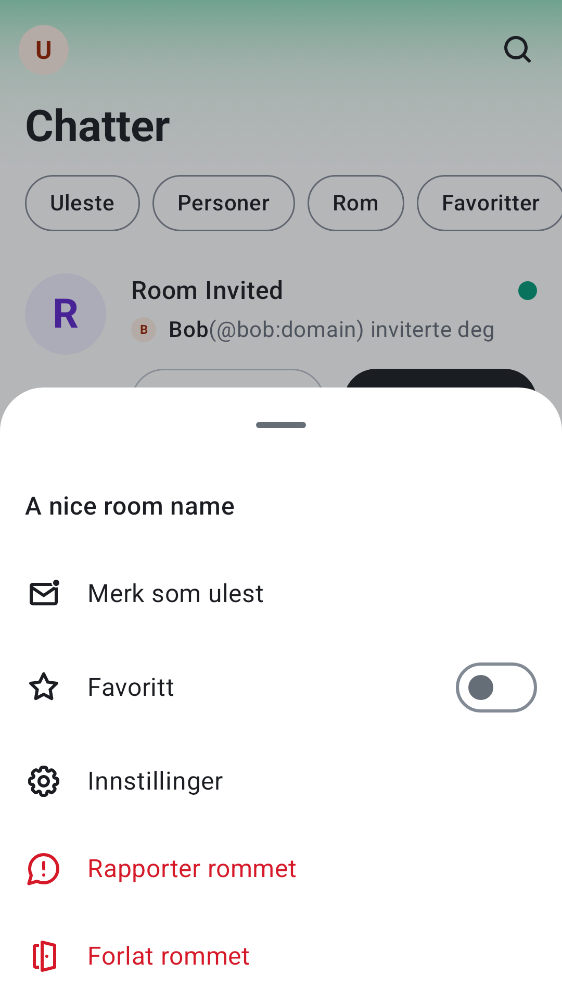 U
Chatter
Uleste Personer Rom Favoritter
Room Invited
R
B Bob(@bob:domain) inviterte deg
A nice room name
Merk som ulest
Favoritt
Innstillinger
Rapporter rommet
Forlat rommet